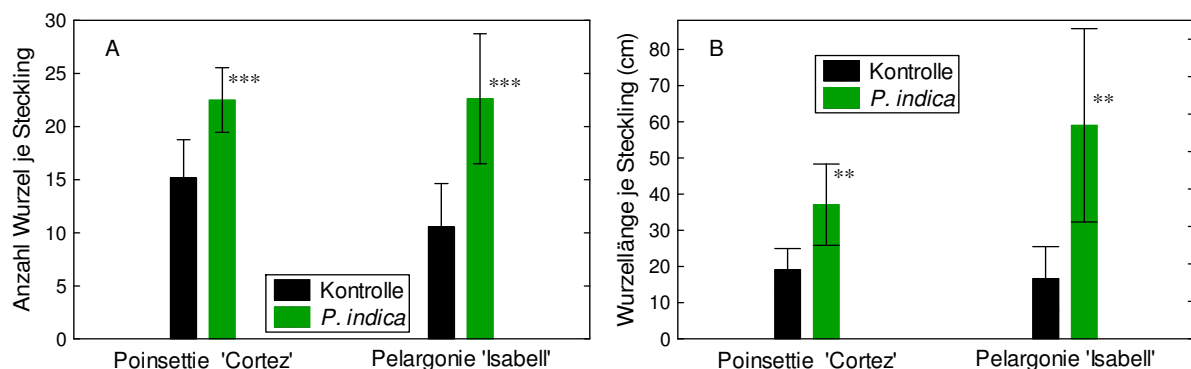 A
Anzahl Wurzel je Steckling
30
25
20
15
10
5
0
***
***
Kontrolle
P. indica
Poinsettie 'Cortez'
Pelargonie 'Isabell'
B
Wurzellänge je Steckling (cm)
80
70
60
50
40
30
20
10
0
Kontrolle
P. indica
**
**
Poinsettie 'Cortez'
Pelargonie 'Isabell'